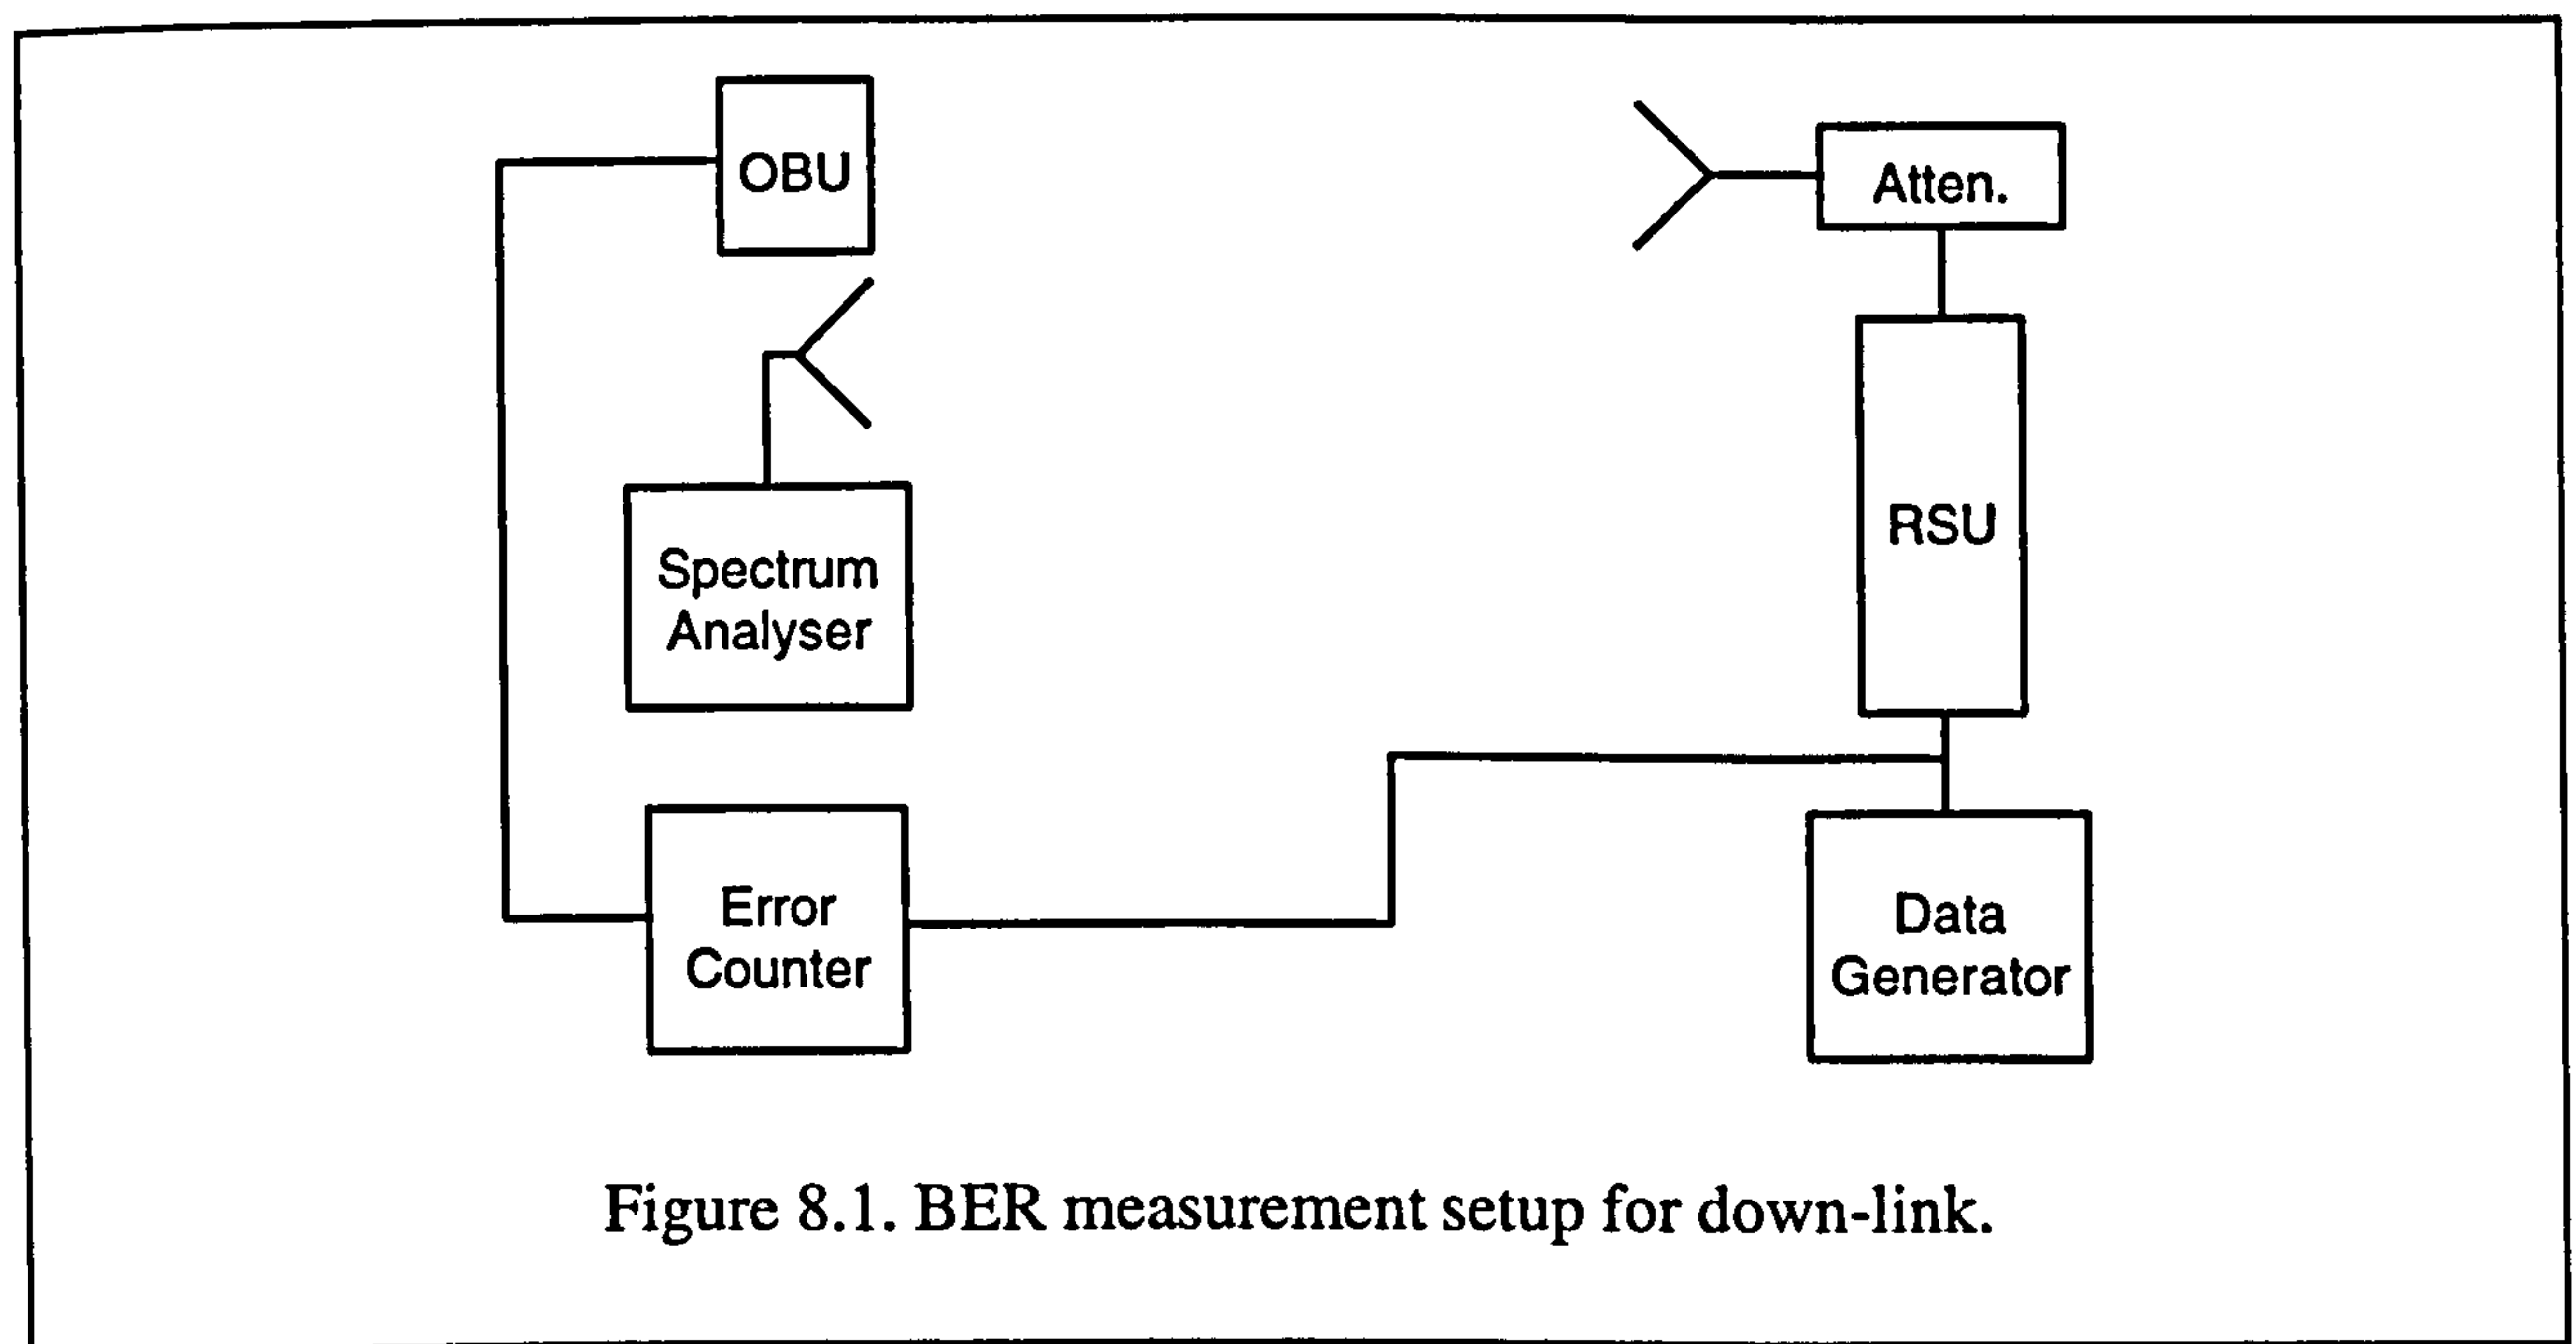 OBU
Atten.
RSU
Spectrum
Analyser
Error
Counter
Data
Generator
Figure 8.1. BER measurement setup for down-link.